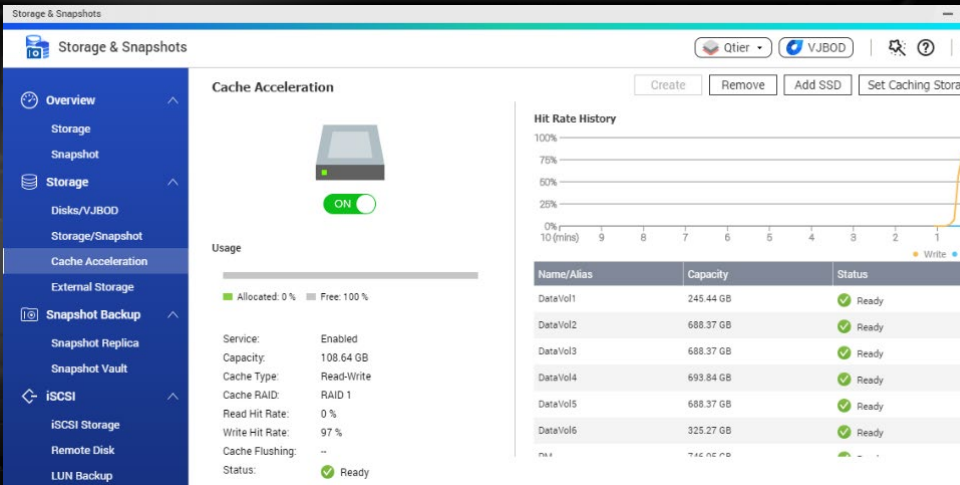 Storage & Snapshots
Storage & Snapshots
Qtier
VJBOD
Overview
Storage
Snapshot
Storage
Disks/VJBOD
Storage/Snapshot
Cache Acceleration
External Storage
Snapshot Backup
Snapshot Replica
Snapshot Vault
iSCSI
iSCSI Storage
Remote Disk
LUN Backup
Cache Acceleration
Create Remove Add SSD Set Caching Stora
ON
Usage
Allocated: 0 % Free: 100 %
Service: Enabled
Capacity: 108.64 GB
Cache Type: Read-Write
Cache RAID: RAID 1
Read Hit Rate: 0 %
Write Hit Rate: 97 %
Cache Flushing: --
Status: Ready
Hit Rate History
100%
75%
50%
25%
0%
10 (mins) 9 8 7 6 5 4 3 2 1
Write
Name/Alias Capacity Status
DataVol1 245.44 GB Ready
DataVol2 688.37 GB Ready
DataVol3 688.37 GB Ready
DataVol4 693.84 GB Ready
DataVol5 688.37 GB Ready
DataVol6 325.27 GB Ready